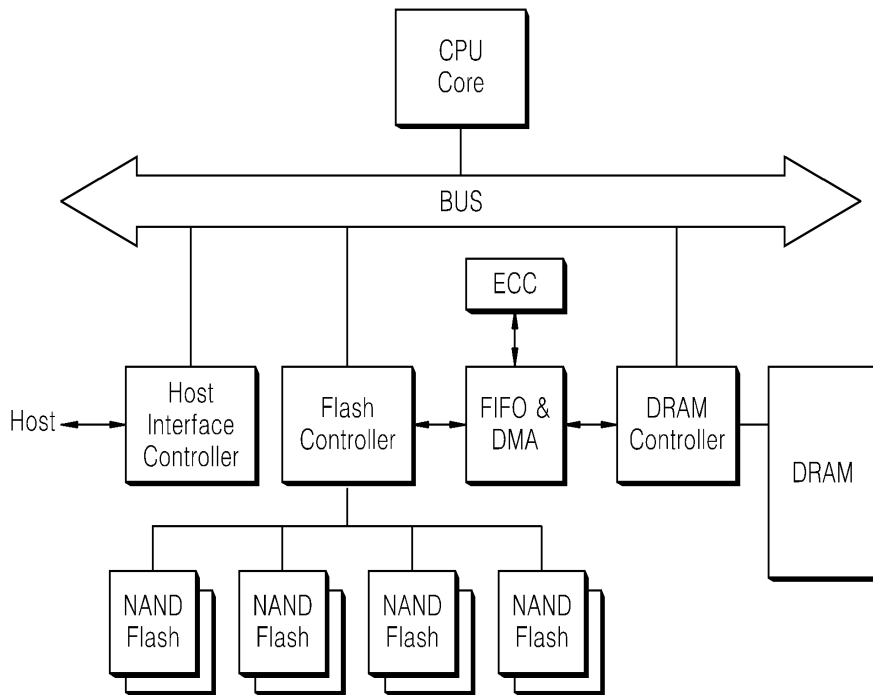 CPU
Core
BUS
ECC
Host
Host
Interface
Controller
Flash
Controller
FIFO &
DMA
DRAM
Controller
DRAM
NAND
Flash
NAND
Flash
NAND
Flash
NAND
Flash